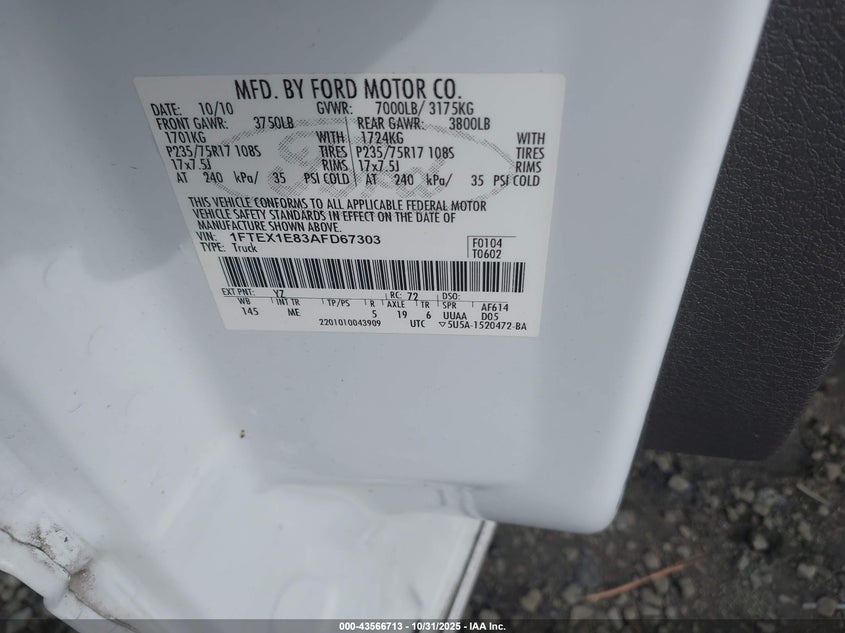 MFD. BY FORD MOTOR CO.
DATE: 10/10 GVWR: 7000LB/ 3175KG
FRONT GAWR: 3750LB REAR GAWR: 3800LB
1701KG WITH 1724KG WITH
P235/75R17 108S TIRES P235/75R17 108S TIRES
17x7.5J RIMS 17x7.5J RIMS
AT 240 kPa/ 35 PSI COLD AT 240 kPa/ 35 PSI COLD
Ford
THIS VEHICLE CONFORMS TO ALL APPLICABLE FEDERAL MOTOR
VEHICLE SAFETY STANDARDS IN EFFECT ON THE DATE OF
MANUFACTURE SHOWN ABOVE.
VIN: 1FTEX1E83AFD67303 F0104
TYPE: Truck T0602
EXT PNT: YZ RC: 72 DSO:
WB INT TR TP/PS R AXLE TR SPR AF614
145 ME 5 19 6 UUAA D05
2201010043909 UTC ▽5U5A-1520472-BA
000-43566713 - 10/31/2025 - IAA Inc.